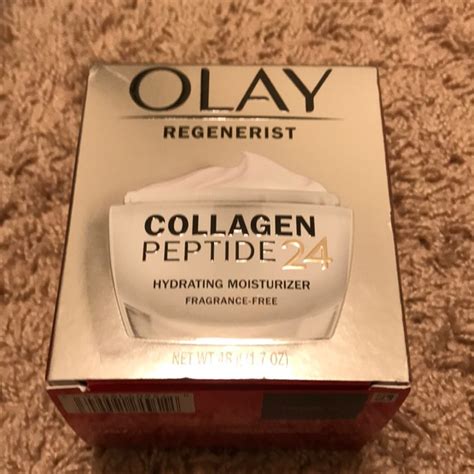 OLAY
REGENERIST
COLLAGEN
PEPTIDE 24
HYDRATING MOISTURIZER
FRAGRANCE-FREE
NET WT 48 g (1.7 OZ)